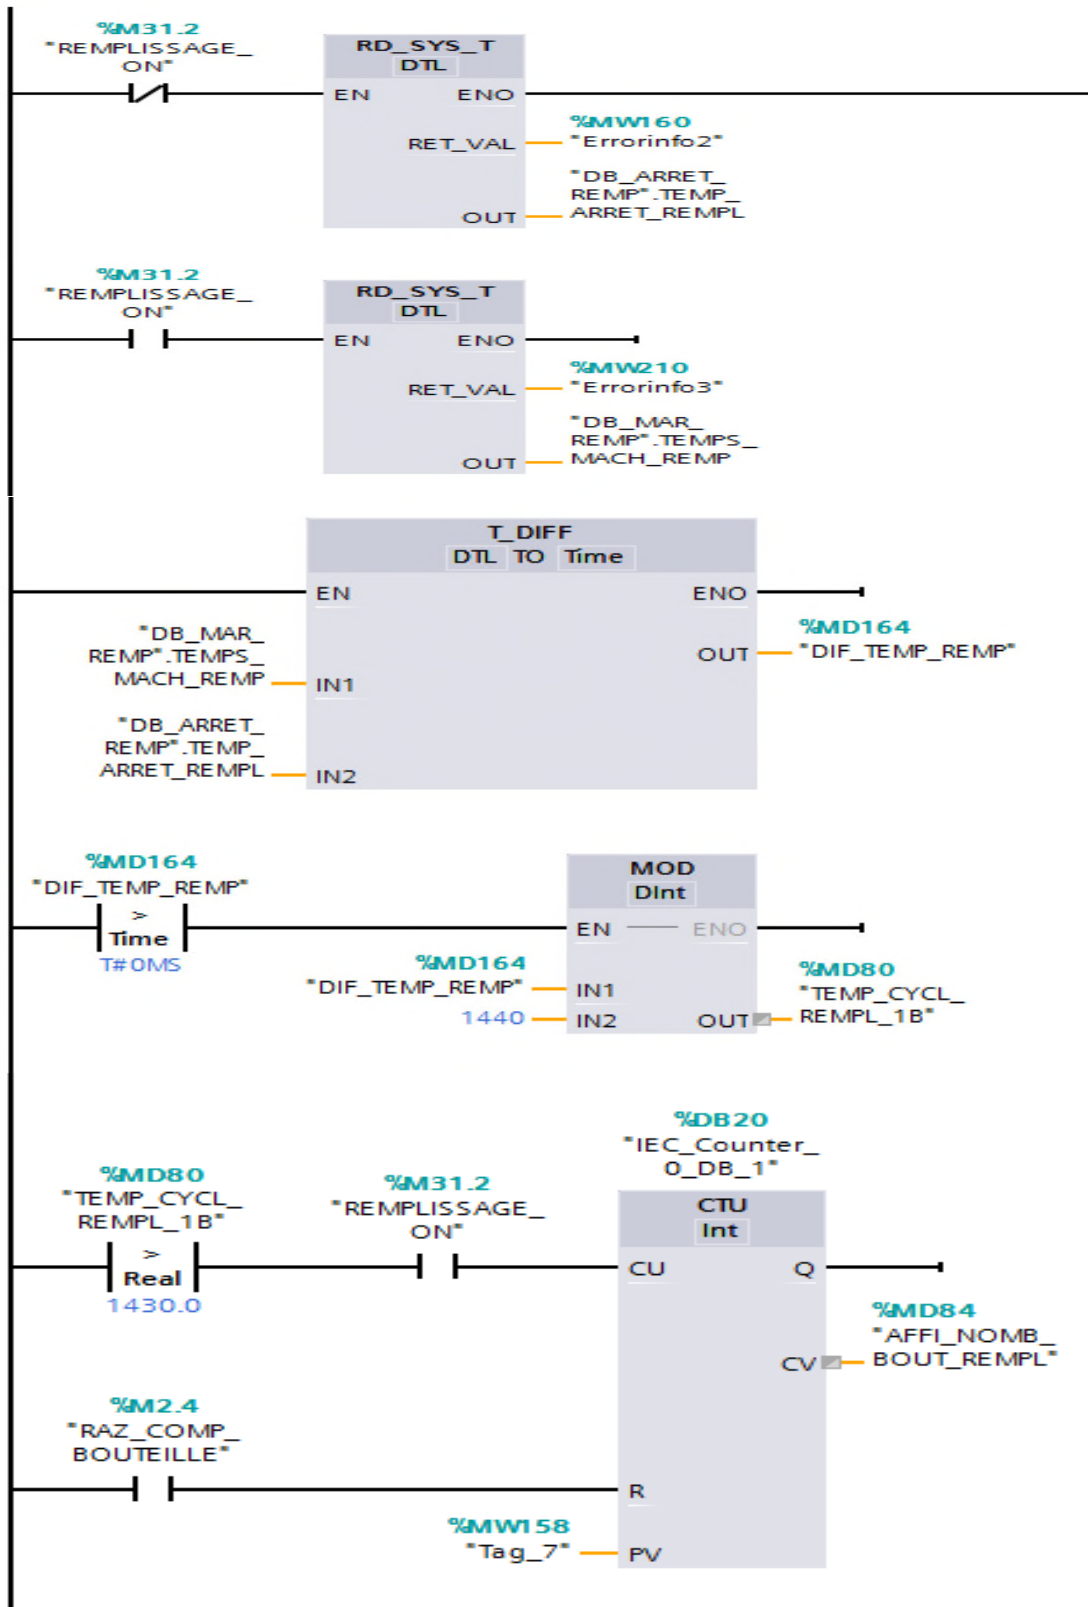 %M31.2
"REMPLISSAGE_
ON"
RD_SYS_T
DTL
EN ENO
%MW160
RET_VAL "Errorinfo2"
"DB_ARRET_
REMP".TEMP_
OUT ARRET_REMPL
%M31.2
"REMPLISSAGE_
ON"
RD_SYS_T
DTL
EN ENO
%MW210
RET_VAL "Errorinfo3"
"DB_MAR_
REMP".TEMPS_
OUT MACH_REMP
T_DIFF
DTL TO Time
EN ENO
%MD164
OUT "DIF_TEMP_REMP"
"DB_MAR_
REMP".TEMPS_
MACH_REMP IN1
"DB_ARRET_
REMP".TEMP_
ARRET_REMPL IN2
%MD164
"DIF_TEMP_REMP"
>
Time
T#0MS
MOD
DInt
EN ENO
%MD164
"DIF_TEMP_REMP" IN1
1440 IN2
%MD80
"TEMP_CYCL_
OUT REMPL_1B"
%DB20
"IEC_Counter_
0_DB_1"
%MD80
"TEMP_CYCL_
REMPL_1B"
>
Real
1430.0
%M31.2
"REMPLISSAGE_
ON"
CTU
Int
CU Q
%MD84
"AFFI_NOMB_
CV BOUT_REMPL"
%M2.4
"RAZ_COMP_
BOUTEILLE"
R
%MW158
"Tag_7" PV